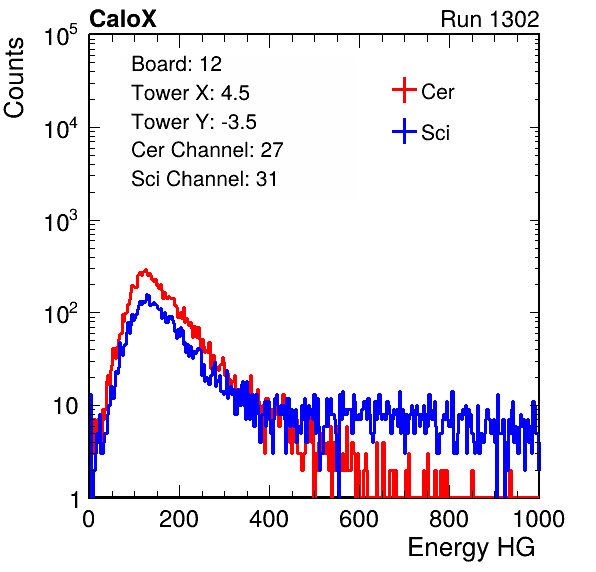 CaloX Run 1302
Counts
10^5
10^4
10^3
10^2
10
1
Board: 12
Tower X: 4.5
Tower Y: -3.5
Cer Channel: 27
Sci Channel: 31
Cer
Sci
0 200 400 600 800 1000
Energy HG